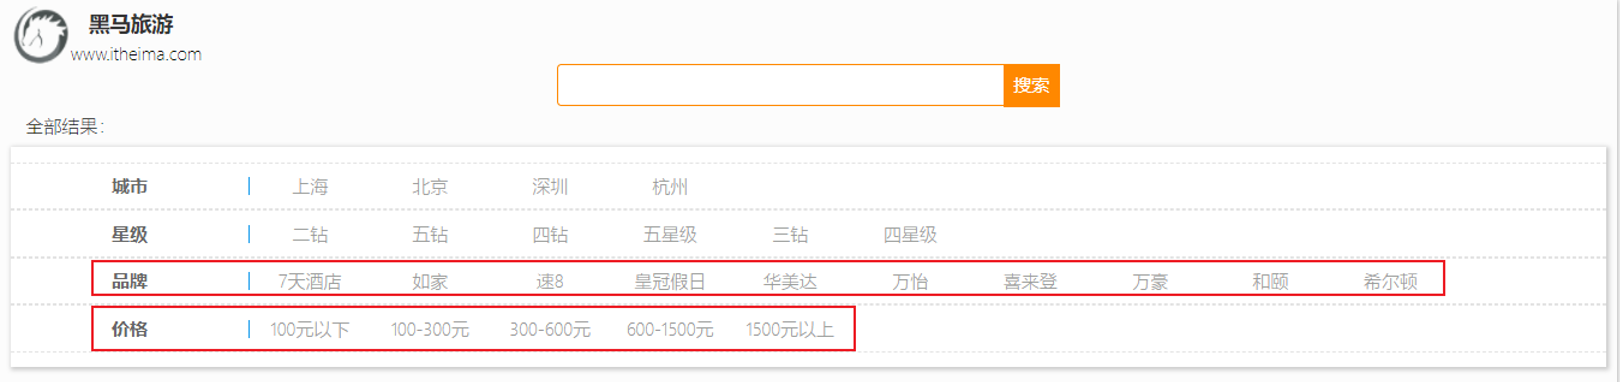 黑马旅游
www.itheima.com
搜索
全部结果：
城市 上海 北京 深圳 杭州
星级 二钻 五钻 四钻 五星级 三钻 四星级
品牌 7天酒店 如家 速8 皇冠假日 华美达 万怡 喜来登 万豪 和颐 希尔顿
价格 100元以下 100-300元 300-600元 600-1500元 1500元以上